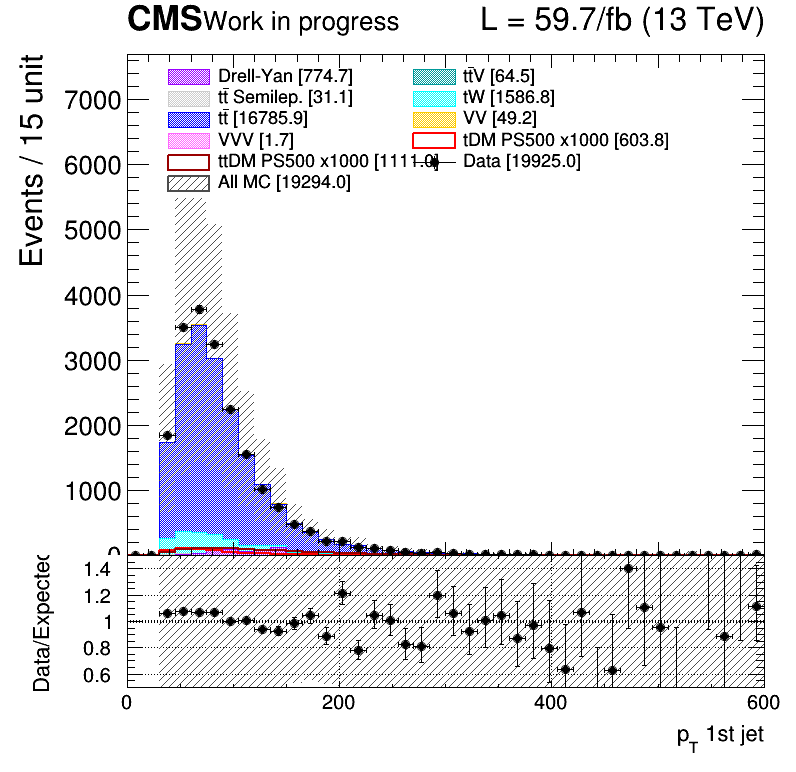 CMS Work in progress L = 59.7/fb (13 TeV)
Events / 15 unit
7000
6000
5000
4000
3000
2000
1000
0
Drell-Yan [774.7] tt̄V [64.5]
tt̄ Semilep. [31.1] tW [1586.8]
tt̄ [16785.9] VV [49.2]
VVV [1.7] tDM PS500 x1000 [603.8]
ttDM PS500 x1000 [1111.0] Data [19925.0]
All MC [19294.0]
Data/Expected
1.4
1.2
1
0.8
0.6
0 200 400 600
p_T 1st jet